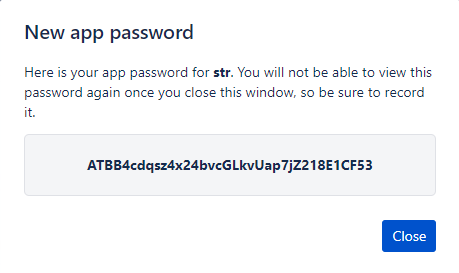 New app password
Here is your app password for str. You will not be able to view this
password again once you close this window, so be sure to record
it.
ATBB4cdqsz4x24bvcGLkvUap7jZ218E1CF53
Close